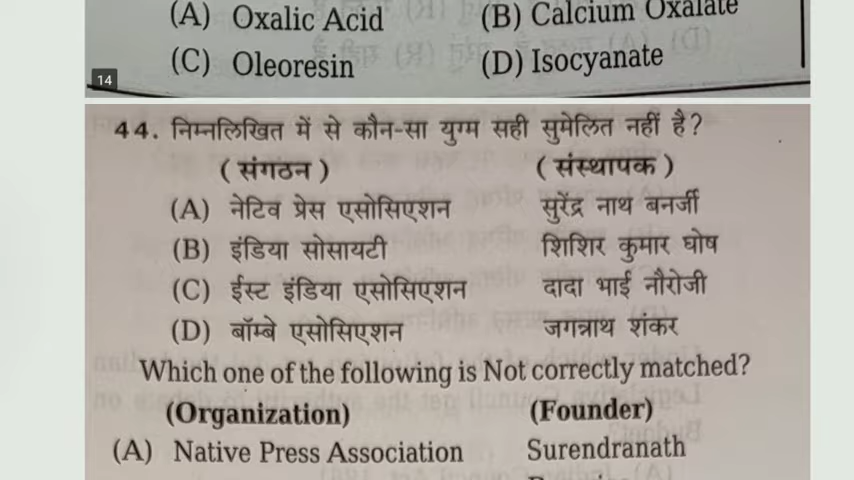 (A) Oxalic Acid (B) Calcium Oxalate
(C) Oleoresin (D) Isocyanate
14
44. निम्नलिखित में से कौन-सा युग्म सही सुमेलित नहीं है?
(संगठन) (संस्थापक)
(A) नेटिव प्रेस एसोसिएशन सुरेंद्र नाथ बनर्जी
(B) इंडिया सोसायटी शिशिर कुमार घोष
(C) ईस्ट इंडिया एसोसिएशन दादा भाई नौरोजी
(D) बॉम्बे एसोसिएशन जगन्नाथ शंकर
Which one of the following is Not correctly matched?
(Organization) (Founder)
(A) Native Press Association Surendranath